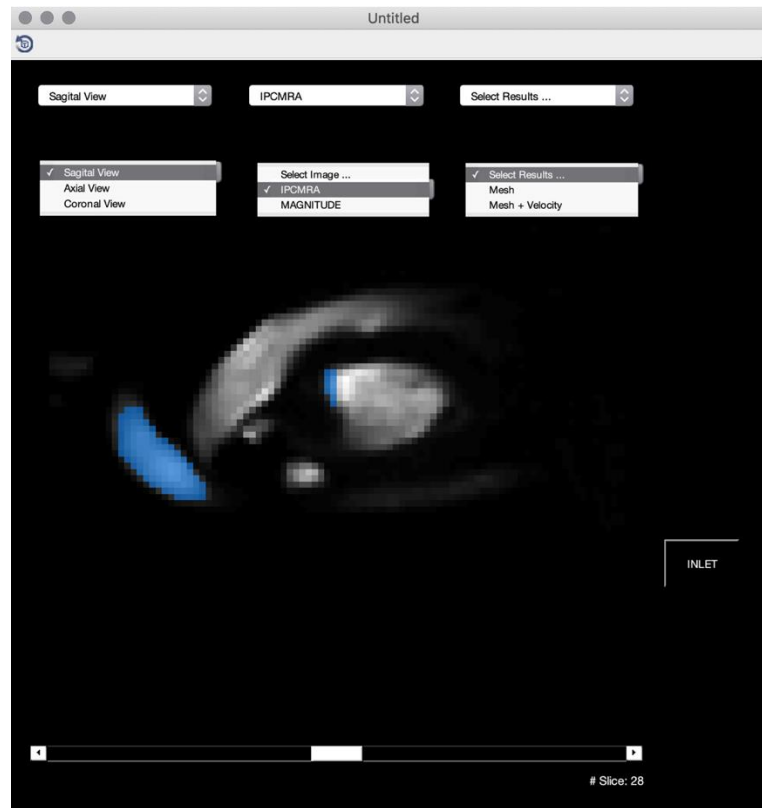 Untitled
Sagital View
IPCMRA
Select Results ...
✓ Sagital View
Axial View
Coronal View
Select Image ...
✓ IPCMRA
MAGNITUDE
✓ Select Results ...
Mesh
Mesh + Velocity
INLET
# Slice: 28